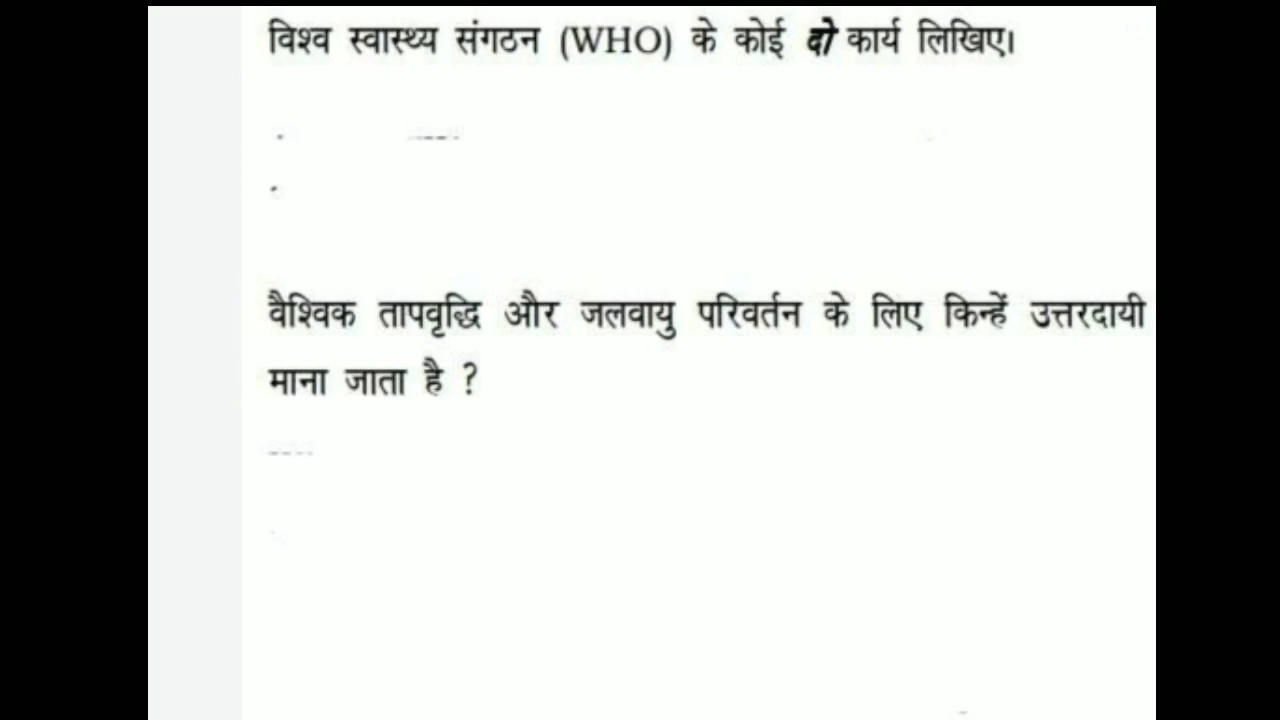 विश्व स्वास्थ्य संगठन (WHO) के कोई दो कार्य लिखिए।
वैश्विक तापवृद्धि और जलवायु परिवर्तन के लिए किन्हें उत्तरदायी
माना जाता है ?